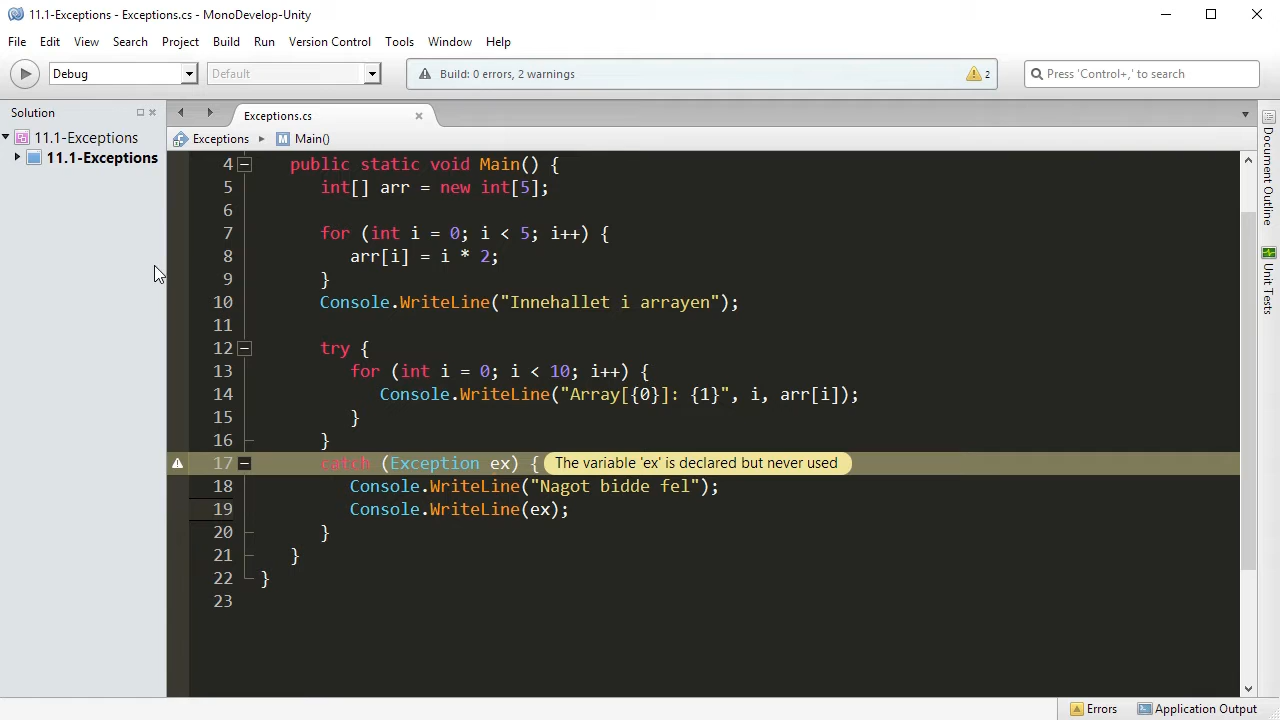 11.1-Exceptions - Exceptions.cs - MonoDevelop-Unity
File Edit View Search Project Build Run Version Control Tools Window Help
Debug Default Build: 0 errors, 2 warnings 2 Press 'Control+,' to search
Solution
Exceptions.cs
11.1-Exceptions
11.1-Exceptions
Exceptions Main()
4 public static void Main() {
5 int[] arr = new int[5];
6
7 for (int i = 0; i < 5; i++) {
8 arr[i] = i * 2;
9 }
10 Console.WriteLine("Innehallet i arrayen");
11
12 try {
13 for (int i = 0; i < 10; i++) {
14 Console.WriteLine("Array[{0}]: {1}", i, arr[i]);
15 }
16 }
17 catch (Exception ex) { The variable 'ex' is declared but never used
18 Console.WriteLine("Nagot bidde fel");
19 Console.WriteLine(ex);
20 }
21 }
22 }
23
Document Outline
Unit Tests
Errors Application Output